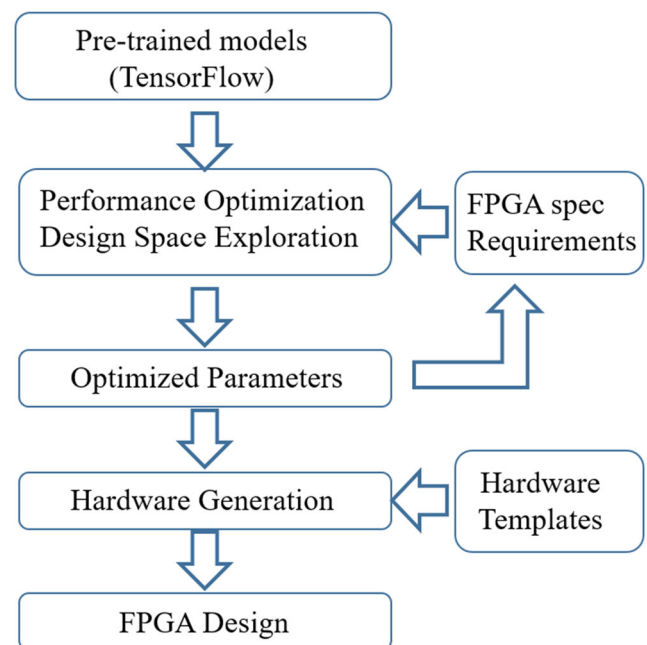 Pre-trained models
(TensorFlow)
Performance Optimization
Design Space Exploration
FPGA spec
Requirements
Optimized Parameters
Hardware Generation
Hardware
Templates
FPGA Design